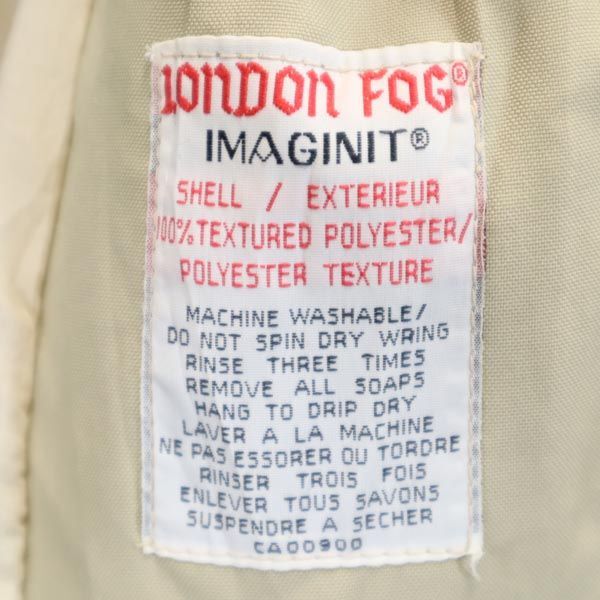 LONDON FOG®
IMAGINIT®
SHELL / EXTERIEUR
100% TEXTURED POLYESTER/
POLYESTER TEXTURE
MACHINE WASHABLE/
DO NOT SPIN DRY WRING
RINSE THREE TIMES
REMOVE ALL SOAPS
HANG TO DRIP DRY
LAVER A LA MACHINE
NE PAS ESSORER OU TORDRE
RINSER TROIS FOIS
ENLEVER TOUS SAVONS
SUSPENDRE A SECHER
CA00900